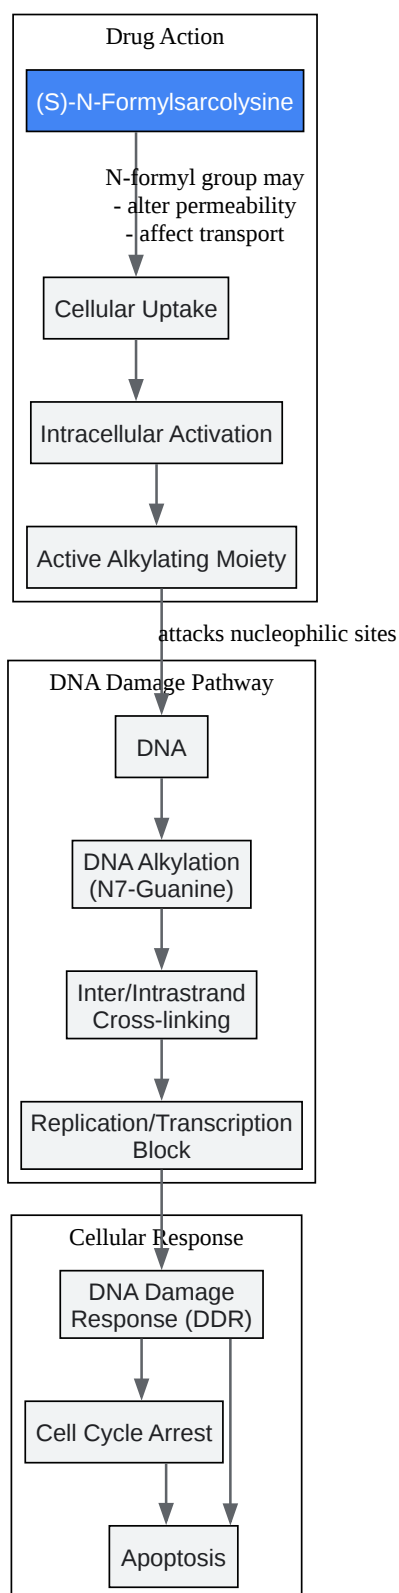 Drug Action
(S)-N-Formylsarcolysine
N-formyl group may
- alter permeability
- affect transport
Cellular Uptake
Intracellular Activation
Active Alkylating Moiety
attacks nucleophilic sites
DNA Damage Pathway
DNA
DNA Alkylation
(N7-Guanine)
Inter/Intrastrand
Cross-linking
Replication/Transcription
Block
Cellular Response
DNA Damage
Response (DDR)
Cell Cycle Arrest
Apoptosis